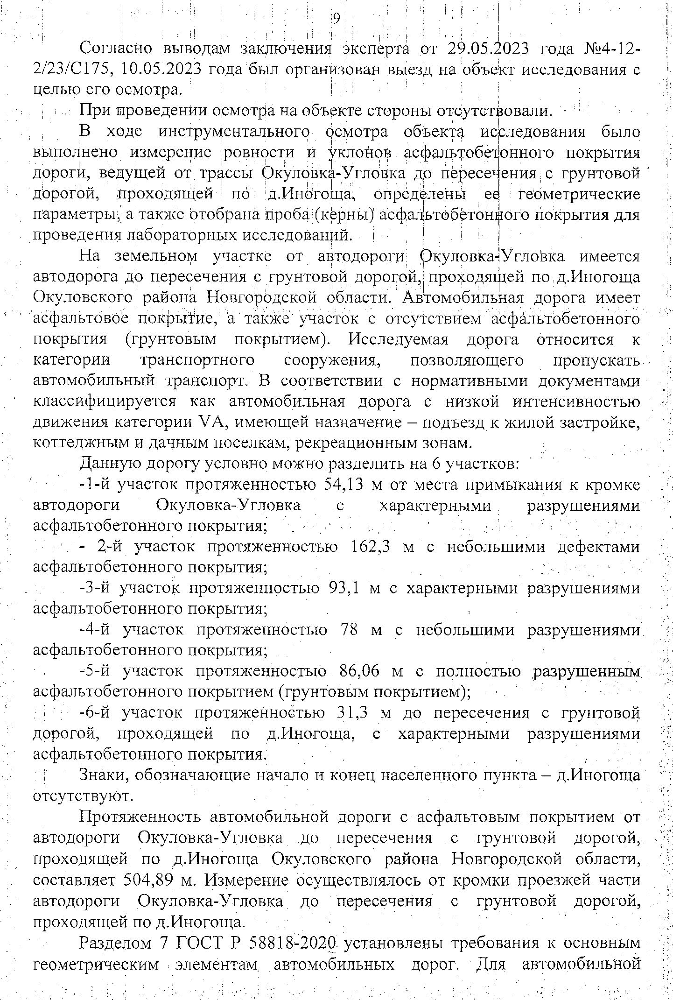 9
Согласно выводам заключения эксперта от 29.05.2023 года №4-12-
2/23/С175, 10.05.2023 года был организован выезд на объект исследования с
целью его осмотра.
При проведении осмотра на объекте стороны отсутствовали.
В ходе инструментального осмотра объекта исследования было
выполнено измерение ровности и уклонов асфальтобетонного покрытия
дороги, ведущей от трассы Окуловка-Угловка до пересечения с грунтовой
дорогой, проходящей по д.Иногоща, определены ее геометрические
параметры, а также отобрана проба (керны) асфальтобетонного покрытия для
проведения лабораторных исследований.
На земельном участке от автодороги Окуловка-Угловка имеется
автодорога до пересечения с грунтовой дорогой, проходящей по д.Иногоща
Окуловского района Новгородской области. Автомобильная дорога имеет
асфальтовое покрытие, а также участок с отсутствием асфальтобетонного
покрытия (грунтовым покрытием). Исследуемая дорога относится к
категории транспортного сооружения, позволяющего пропускать
автомобильный транспорт. В соответствии с нормативными документами
классифицируется как автомобильная дорога с низкой интенсивностью
движения категории VА, имеющей назначение – подъезд к жилой застройке,
коттеджным и дачным поселкам, рекреационным зонам.
Данную дорогу условно можно разделить на 6 участков:
-1-й участок протяженностью 54,13 м от места примыкания к кромке
автодороги Окуловка-Угловка с характерными разрушениями
асфальтобетонного покрытия;
- 2-й участок протяженностью 162,3 м с небольшими дефектами
асфальтобетонного покрытия;
-3-й участок протяженностью 93,1 м с характерными разрушениями
асфальтобетонного покрытия;
-4-й участок протяженностью 78 м с небольшими разрушениями
асфальтобетонного покрытия;
-5-й участок протяженностью 86,06 м с полностью разрушенным
асфальтобетонного покрытием (грунтовым покрытием);
-6-й участок протяженностью 31,3 м до пересечения с грунтовой
дорогой, проходящей по д.Иногоща, с характерными разрушениями
асфальтобетонного покрытия.
Знаки, обозначающие начало и конец населенного пункта – д.Иногоща
отсутствуют.
Протяженность автомобильной дороги с асфальтовым покрытием от
автодороги Окуловка-Угловка до пересечения с грунтовой дорогой,
проходящей по д.Иногоща Окуловского района Новгородской области,
составляет 504,89 м. Измерение осуществлялось от кромки проезжей части
автодороги Окуловка-Угловка до пересечения с грунтовой дорогой,
проходящей по д.Иногоща.
Разделом 7 ГОСТ Р 58818-2020 установлены требования к основным
геометрическим элементам автомобильных дорог. Для автомобильной